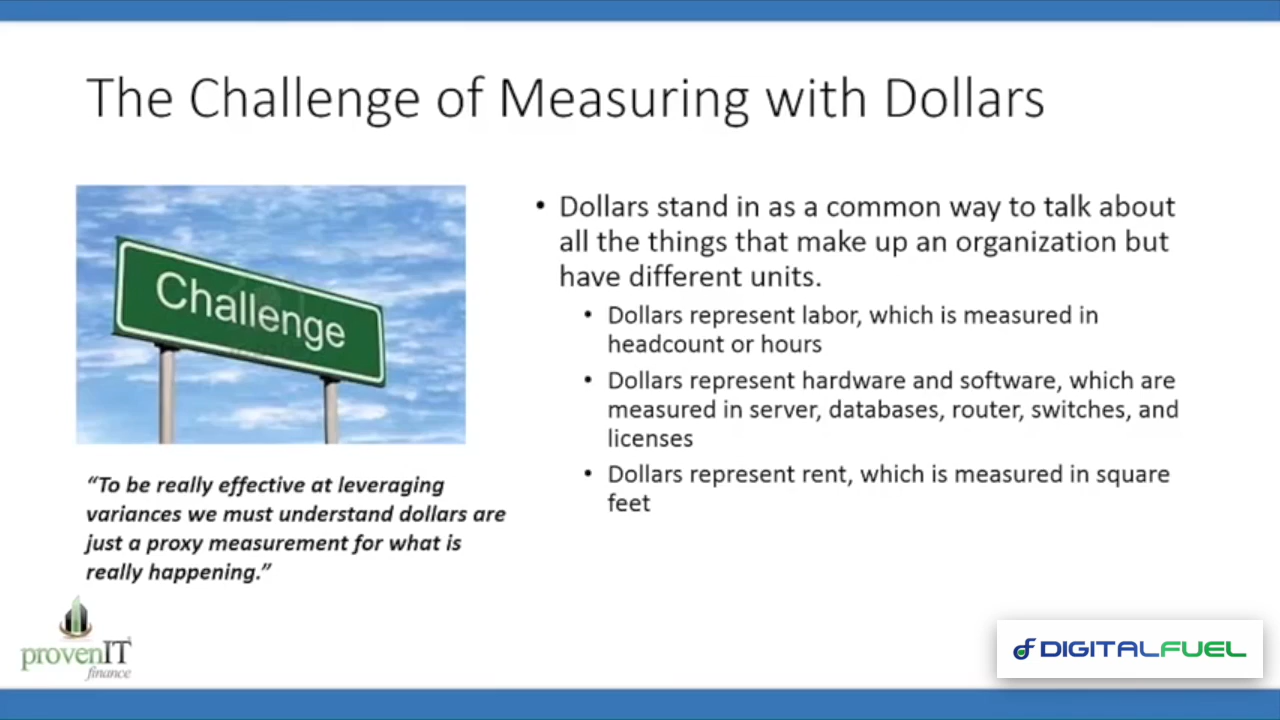 The Challenge of Measuring with Dollars
Challenge
“To be really effective at leveraging
variances we must understand dollars are
just a proxy measurement for what is
really happening.”
• Dollars stand in as a common way to talk about
all the things that make up an organization but
have different units.
• Dollars represent labor, which is measured in
headcount or hours
• Dollars represent hardware and software, which are
measured in server, databases, router, switches, and
licenses
• Dollars represent rent, which is measured in square
feet
provenIT
finance
DIGITALFUEL